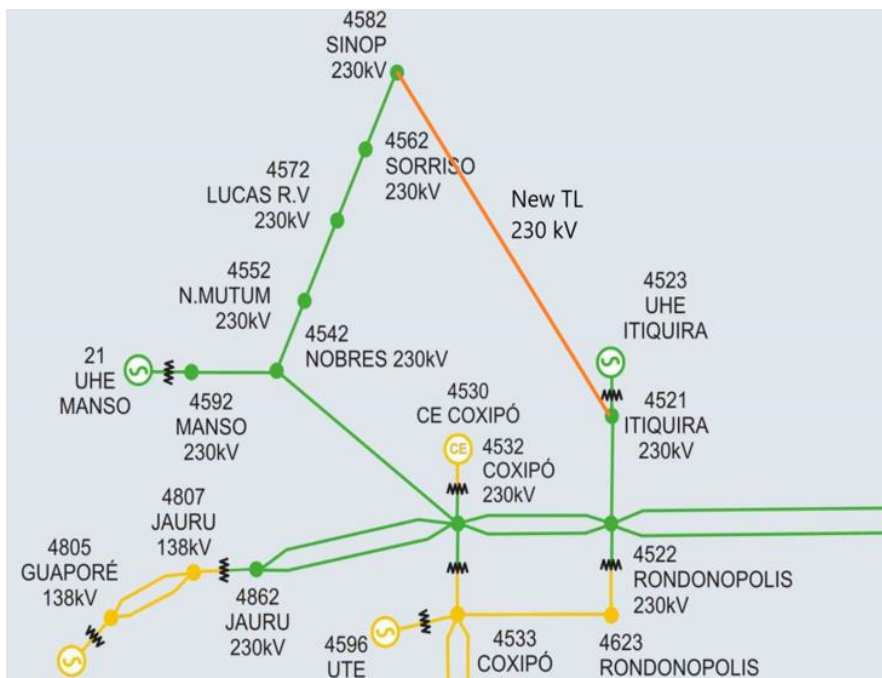 4582
SINOP
230kV
4562
SORRISO
230kV
4572
LUCAS R.V
230kV
New TL
230 kV
4552
N.MUTUM
230kV
4523
UHE
ITIQUIRA
4542
NOBRES 230kV
21
UHE
MANSO
4592
MANSO
230kV
4530
CE COXIPÓ
CE
4532
COXIPÓ
230kV
4521
ITIQUIRA
230kV
4807
JAURU
138kV
4805
GUAPORÉ
138kV
4862
JAURU
230kV
4522
RONDONOPOLIS
230kV
4596
UTE
4533
COXIPÓ
4623
RONDONOPOLIS